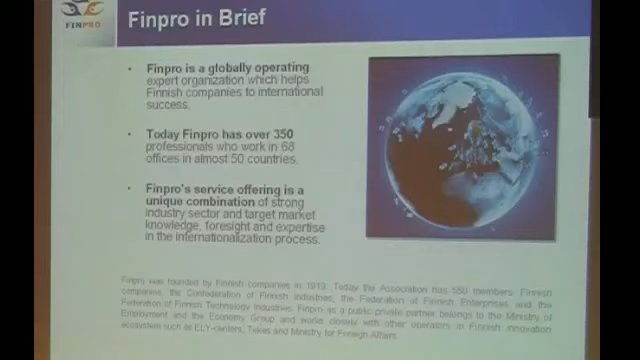 FINPRO
Finpro in Brief
• Finpro is a globally operating
expert organization which helps
Finnish companies to international
success.
• Today Finpro has over 350
professionals who work in 68
offices in almost 50 countries.
• Finpro's service offering is a
unique combination of strong
industry sector and target market
knowledge, foresight and expertise
in the internationalization process.
Finpro was founded by Finnish companies in 1919. Today the Association has 550 members: Finnish
companies, the Confederation of Finnish Industries, the Federation of Finnish Enterprises, and the
Federation of Finnish Technology Industries. Finpro as a public-private partner belongs to the Ministry of
Employment and the Economy Group and works closely with other operators in Finnish innovation
ecosystem such as ELY-centers, Tekes and Ministry for Foreign Affairs.